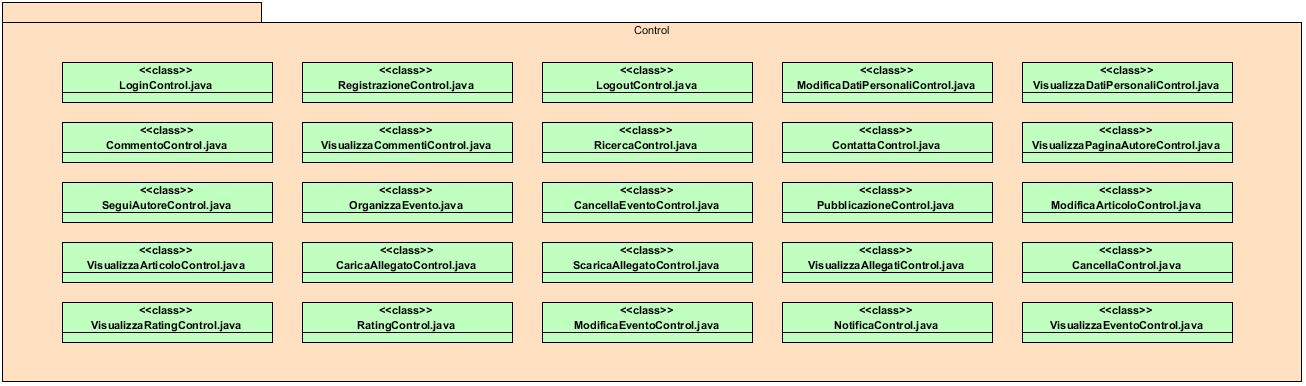 Control
<<class>>
LoginControl.java
<<class>>
RegistrazioneControl.java
<<class>>
LogoutControl.java
<<class>>
ModificaDatiPersonaliControl.java
<<class>>
VisualizzaDatiPersonaliControl.java
<<class>>
CommentoControl.java
<<class>>
VisualizzaCommentiControl.java
<<class>>
RicercaControl.java
<<class>>
ContattaControl.java
<<class>>
VisualizzaPaginaAutoreControl.java
<<class>>
SeguiAutoreControl.java
<<class>>
OrganizzaEvento.java
<<class>>
CancellaEventoControl.java
<<class>>
PubblicazioneControl.java
<<class>>
ModificaArticoloControl.java
<<class>>
VisualizzaArticoloControl.java
<<class>>
CaricaAllegatoControl.java
<<class>>
ScaricaAllegatoControl.java
<<class>>
VisualizzaAllegatiControl.java
<<class>>
CancellaControl.java
<<class>>
VisualizzaRatingControl.java
<<class>>
RatingControl.java
<<class>>
ModificaEventoControl.java
<<class>>
NotificaControl.java
<<class>>
VisualizzaEventoControl.java